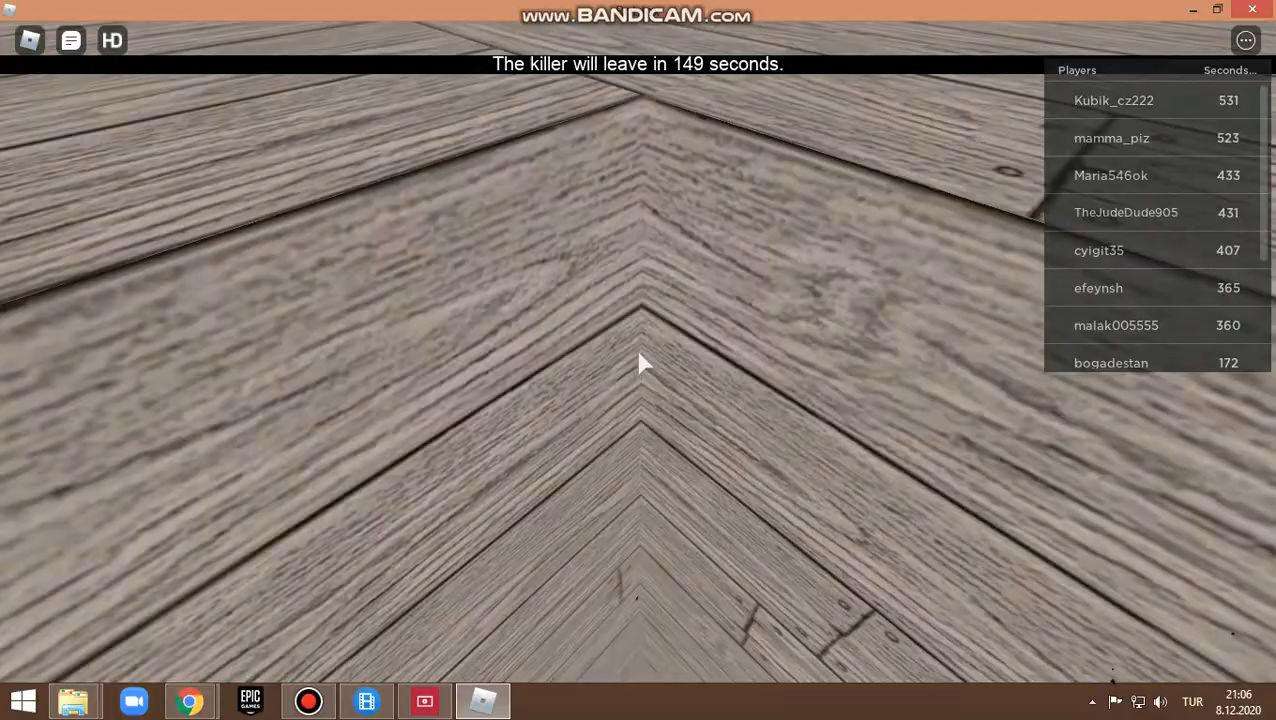 www.BANDICAM.com
HD
The killer will leave in 149 seconds.
Players Seconds...
Kubik_cz222 531
mamma_piz 523
Maria546ok 433
TheJudeDude905 431
cyigit35 407
efeynsh 365
malak005555 360
bogadestan 172
EPIC
GAMES
TUR
21:06
8.12.2020